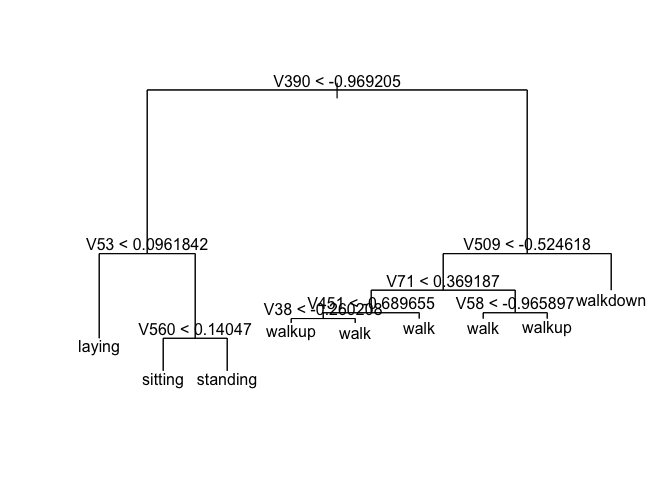 V390 < -0.969205
V53 < 0.0961842
V509 < -0.524618
V71 < 0.369187
V451 < -0.689655
V58 < -0.965897
walkdown
V38 < -0.260208
V560 < 0.14047
walkup
walk
walk
walk
walkup
laying
sitting
standing